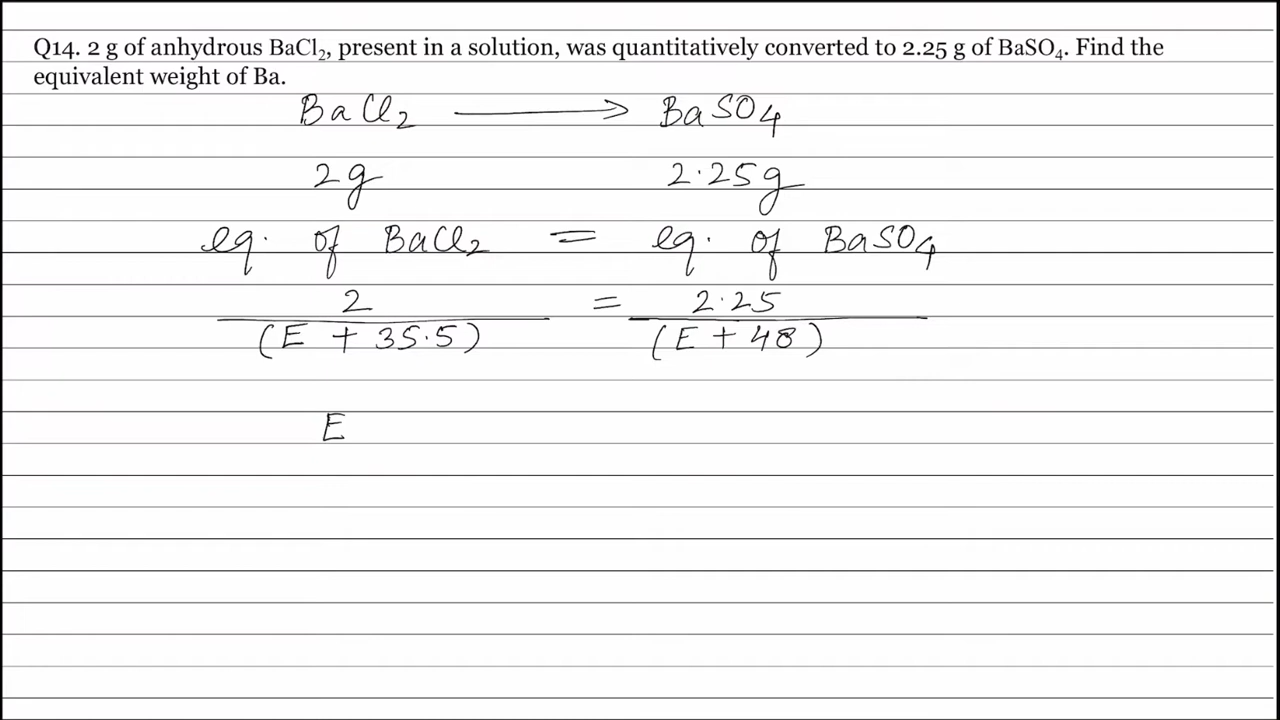 Q14. 2 g of anhydrous BaCl₂, present in a solution, was quantitatively converted to 2.25 g of BaSO₄. Find the
equivalent weight of Ba.
BaCl₂ ⟶ BaSO₄
2g 2.25g
eq. of BaCl₂ = eq. of BaSO₄
2 = 2.25
(E + 35.5) (E + 48)
E